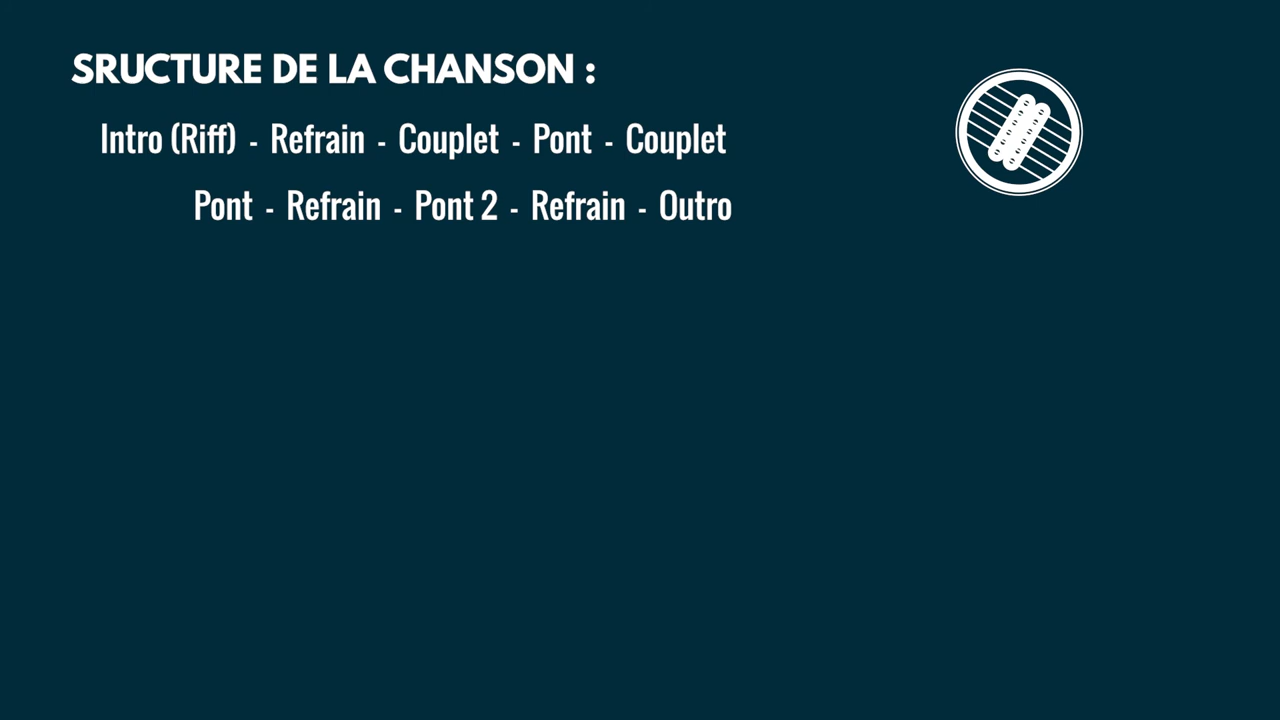 SRUCTURE DE LA CHANSON :
Intro (Riff) - Refrain - Couplet - Pont - Couplet
Pont - Refrain - Pont 2 - Refrain - Outro